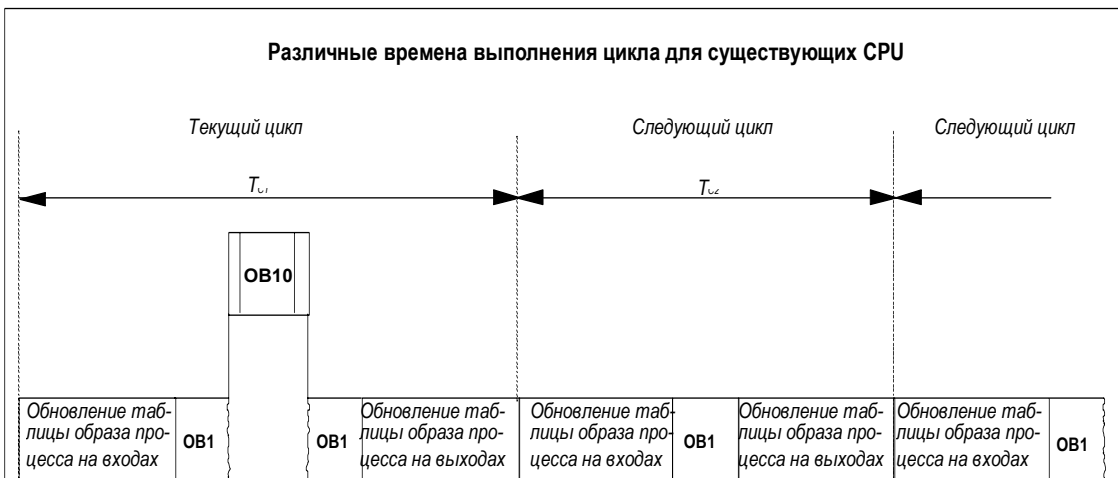 Различные времена выполнения цикла для существующих CPU
Текущий цикл
Следующий цикл
Следующий цикл
T
T
OB10
Обновление таб-
лицы образа про-
цесса на входах
OB1
OB1
Обновление таб-
лицы образа про-
цесса на выходах
Обновление таб-
лицы образа про-
цесса на входах
OB1
Обновление таб-
лицы образа про-
цесса на выходах
Обновление таб-
лицы образа про-
цесса на входах
OB1